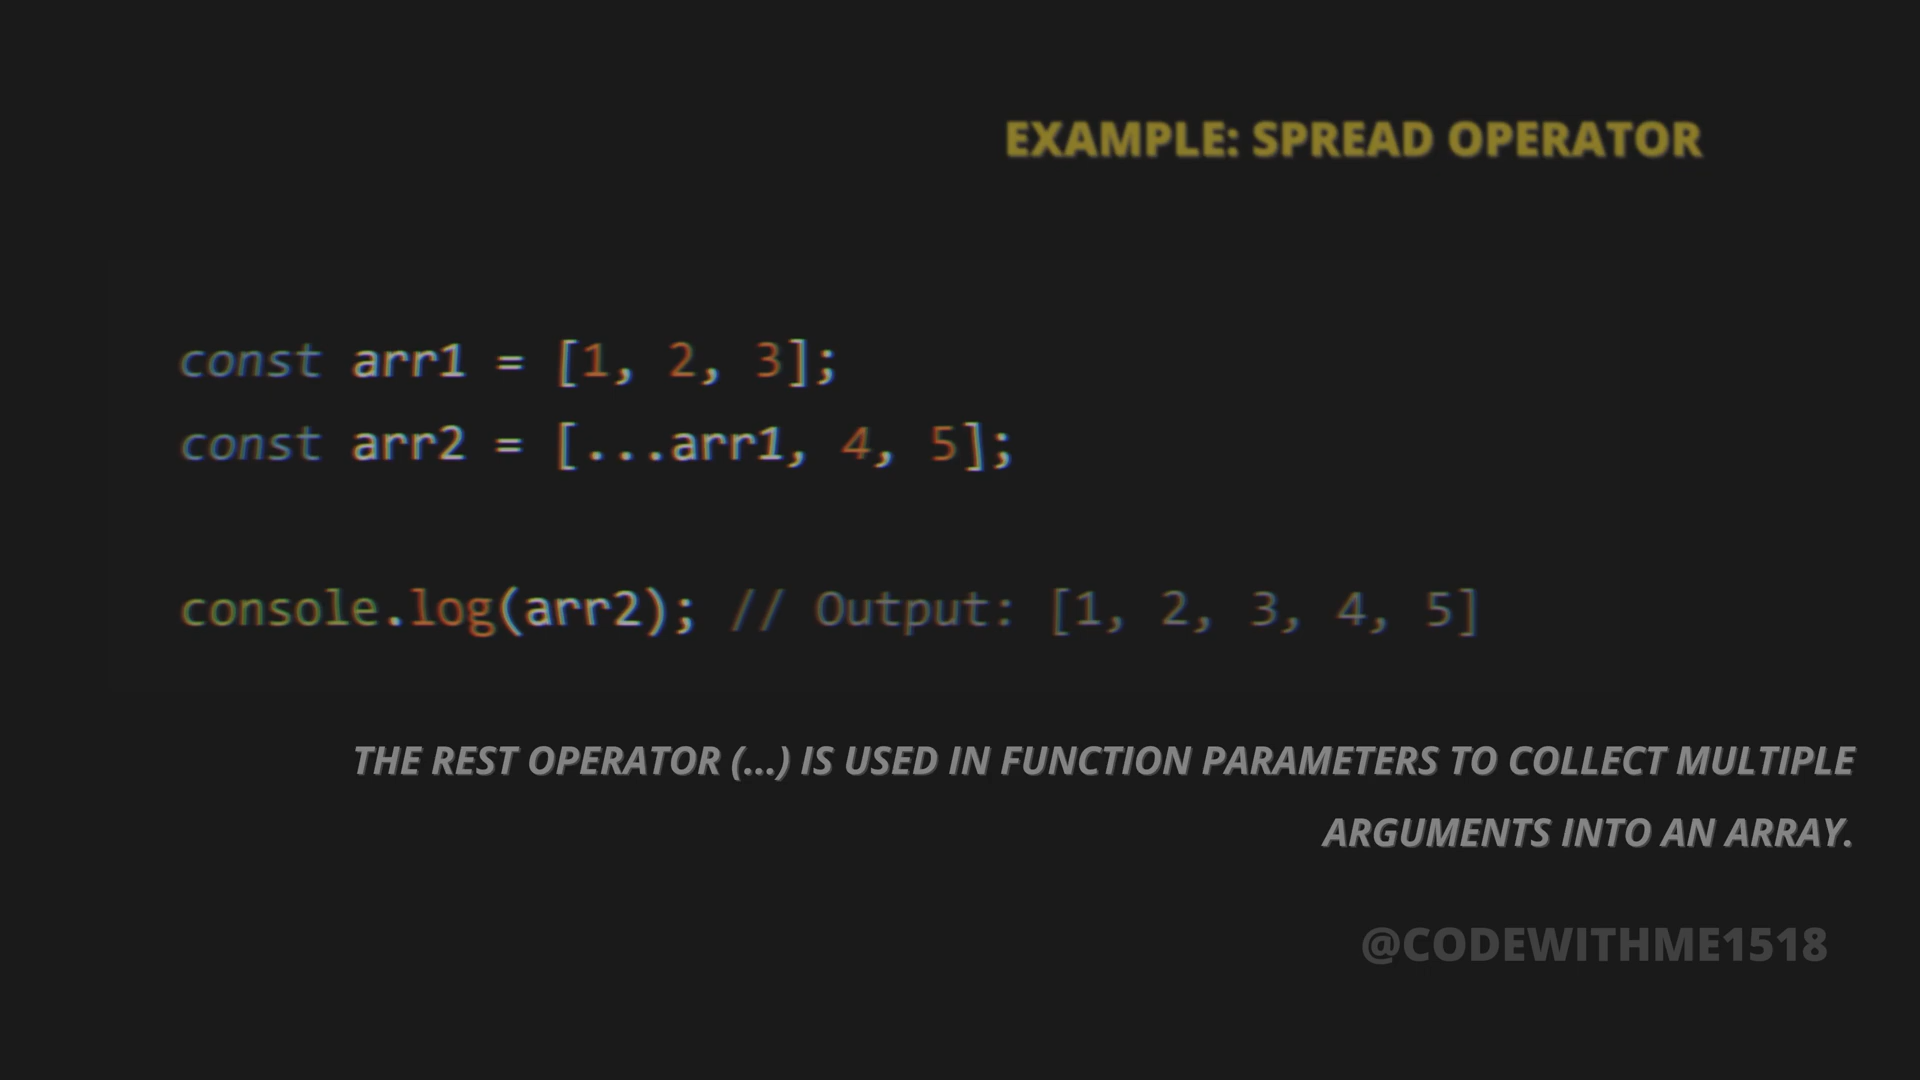 EXAMPLE: SPREAD OPERATOR
const arr1 = [1, 2, 3];
const arr2 = [...arr1, 4, 5];
console.log(arr2); // Output: [1, 2, 3, 4, 5]
THE REST OPERATOR (...) IS USED IN FUNCTION PARAMETERS TO COLLECT MULTIPLE
ARGUMENTS INTO AN ARRAY.
@CODEWITHME1518